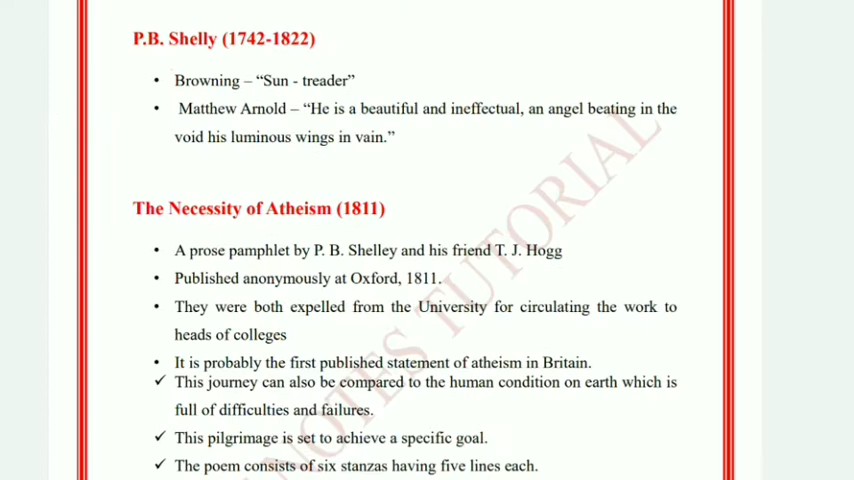 P.B. Shelly (1742-1822)
• Browning – “Sun - treader”
• Matthew Arnold – “He is a beautiful and ineffectual, an angel beating in the
void his luminous wings in vain.”
The Necessity of Atheism (1811)
• A prose pamphlet by P. B. Shelley and his friend T. J. Hogg
• Published anonymously at Oxford, 1811.
• They were both expelled from the University for circulating the work to
heads of colleges
• It is probably the first published statement of atheism in Britain.
✓ This journey can also be compared to the human condition on earth which is
full of difficulties and failures.
✓ This pilgrimage is set to achieve a specific goal.
✓ The poem consists of six stanzas having five lines each.
NOTES TUTORIAL